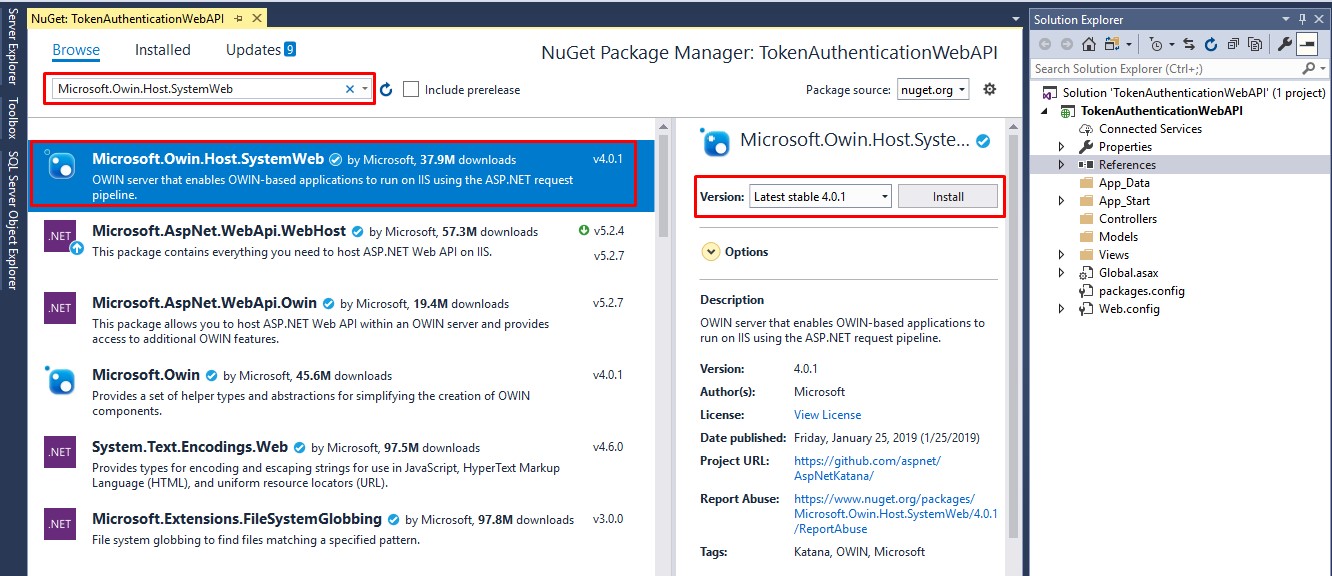 Server Explorer
Toolbox
SQL Server Object Explorer
NuGet: TokenAuthenticationWebAPI
Browse
Installed
Updates 9
NuGet Package Manager: TokenAuthenticationWebAPI
Microsoft.Owin.Host.SystemWeb
Include prerelease
Package source: nuget.org
Microsoft.Owin.Host.SystemWeb by Microsoft, 37.9M downloads v4.0.1
OWIN server that enables OWIN-based applications to run on IIS using the ASP.NET request
pipeline.
.NET
Microsoft.AspNet.WebApi.WebHost by Microsoft, 57.3M downloads v5.2.4
This package contains everything you need to host ASP.NET Web API on IIS. v5.2.7
.NET
Microsoft.AspNet.WebApi.Owin by Microsoft, 19.4M downloads v5.2.7
This package allows you to host ASP.NET Web API within an OWIN server and provides
access to additional OWIN features.
Microsoft.Owin by Microsoft, 45.6M downloads v4.0.1
Provides a set of helper types and abstractions for simplifying the creation of OWIN
components.
.NET
System.Text.Encodings.Web by Microsoft, 97.5M downloads v4.6.0
Provides types for encoding and escaping strings for use in JavaScript, HyperText Markup
Language (HTML), and uniform resource locators (URL).
.NET
Microsoft.Extensions.FileSystemGlobbing by Microsoft, 97.8M downloads v3.0.0
File system globbing to find files matching a specified pattern.
Microsoft.Owin.Host.Syste...
Version: Latest stable 4.0.1 Install
Options
Description
OWIN server that enables OWIN-based applications to
run on IIS using the ASP.NET request pipeline.
Version: 4.0.1
Author(s): Microsoft
License: View License
Date published: Friday, January 25, 2019 (1/25/2019)
Project URL: https://github.com/aspnet/
AspNetKatana/
Report Abuse: https://www.nuget.org/packages/
Microsoft.Owin.Host.SystemWeb/4.0.1
/ReportAbuse
Tags: Katana, OWIN, Microsoft
Solution Explorer
Search Solution Explorer (Ctrl+;)
Solution 'TokenAuthenticationWebAPI' (1 project)
TokenAuthenticationWebAPI
Connected Services
Properties
References
App_Data
App_Start
Controllers
Models
Views
Global.asax
packages.config
Web.config